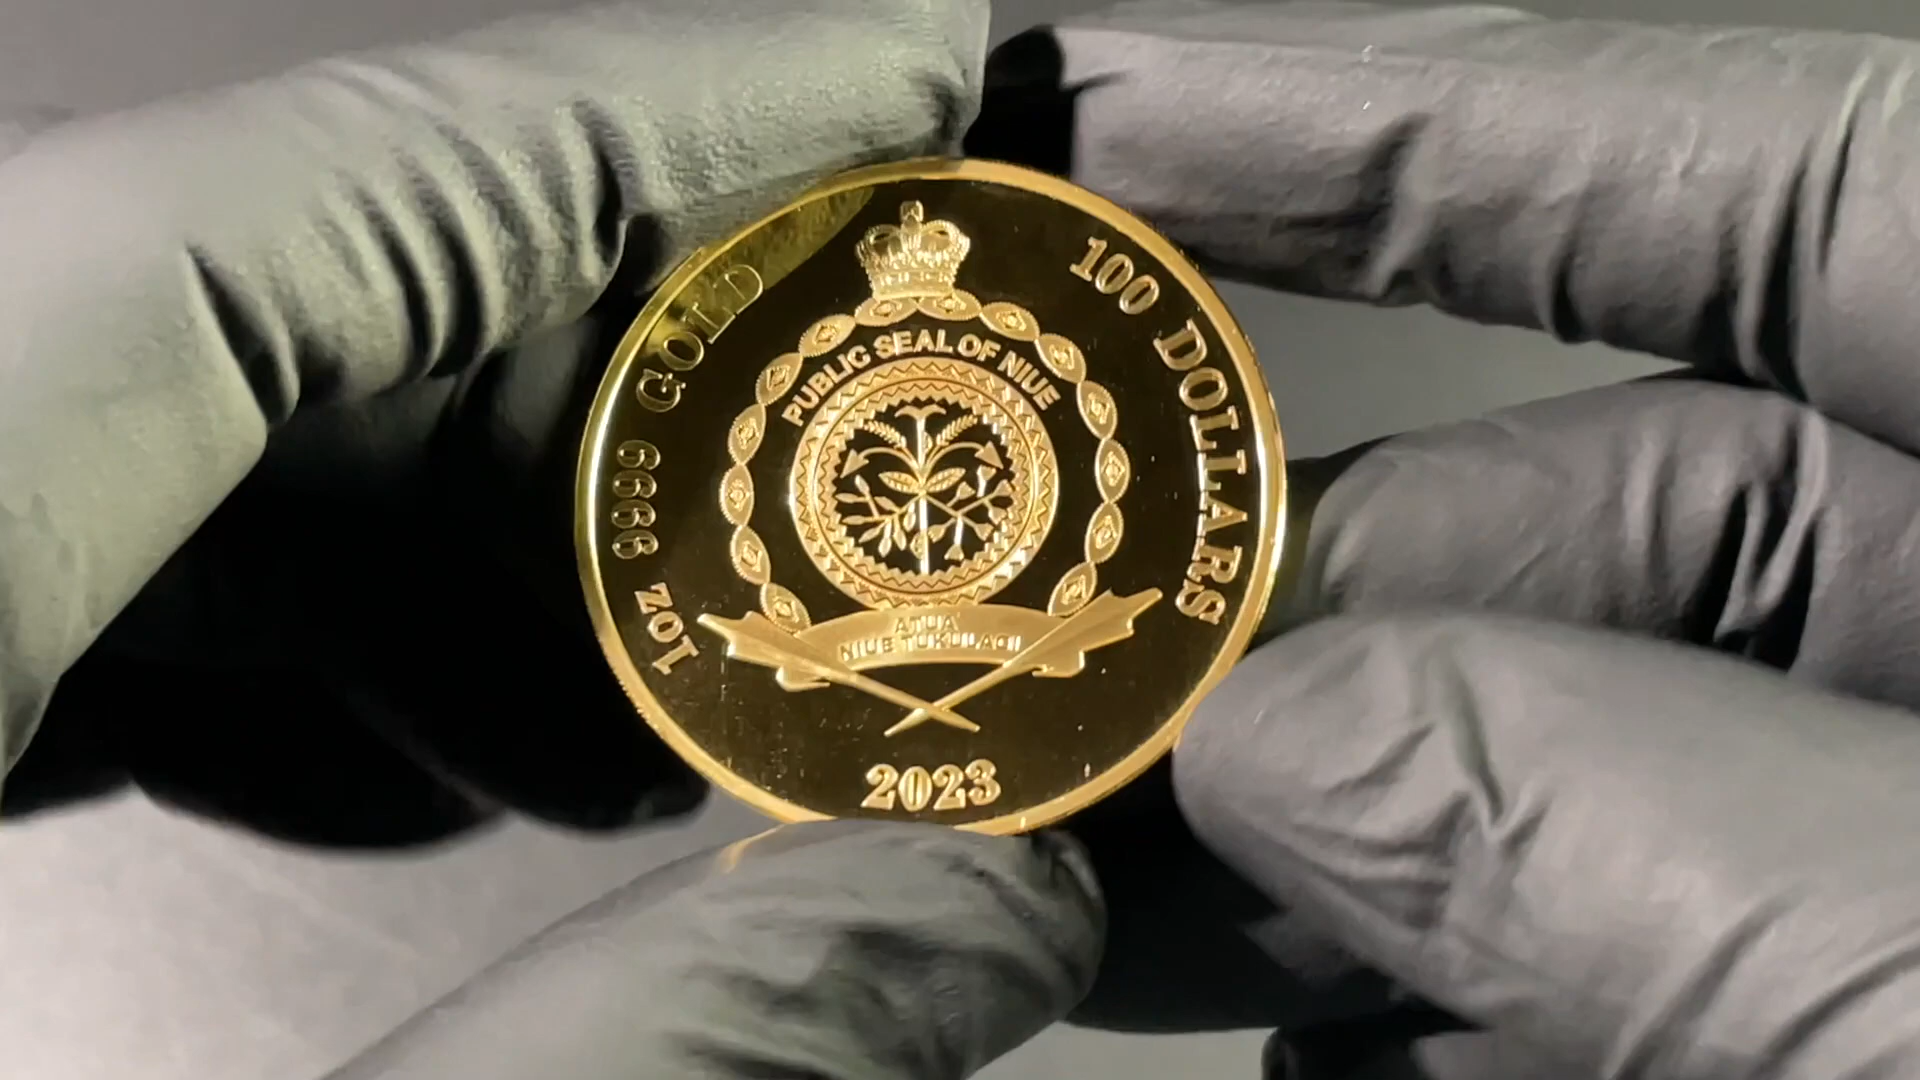 1oz 9999 GOLD
100 DOLLARS
PUBLIC SEAL OF NIUE
ATUA
NIUE TUKULAGI
2023